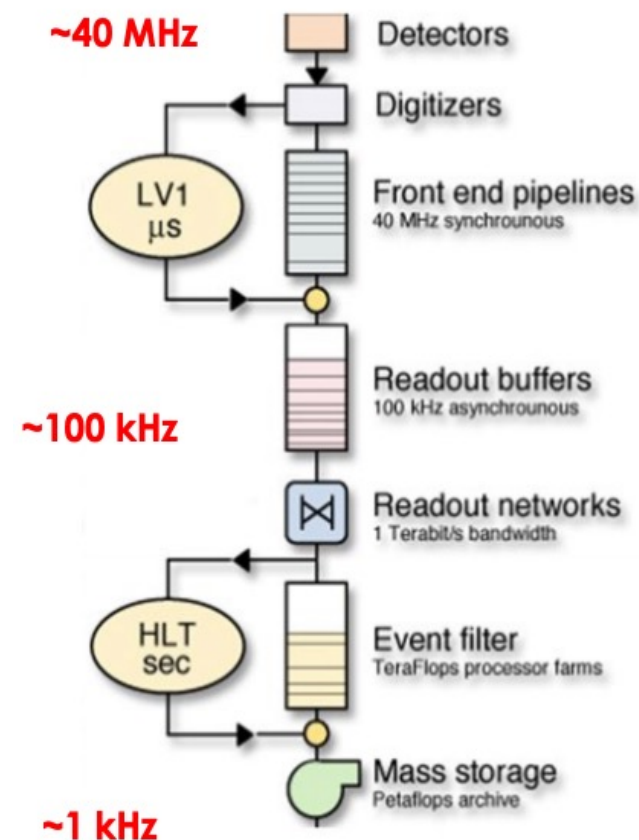 ~40 MHz
Detectors
Digitizers
LV1
μs
Front end pipelines
40 MHz synchrounous
Readout buffers
100 kHz asynchrounous
~100 kHz
Readout networks
1 Terabit/s bandwidth
HLT
sec
Event filter
TeraFlops processor farms
Mass storage
Petaflops archive
~1 kHz